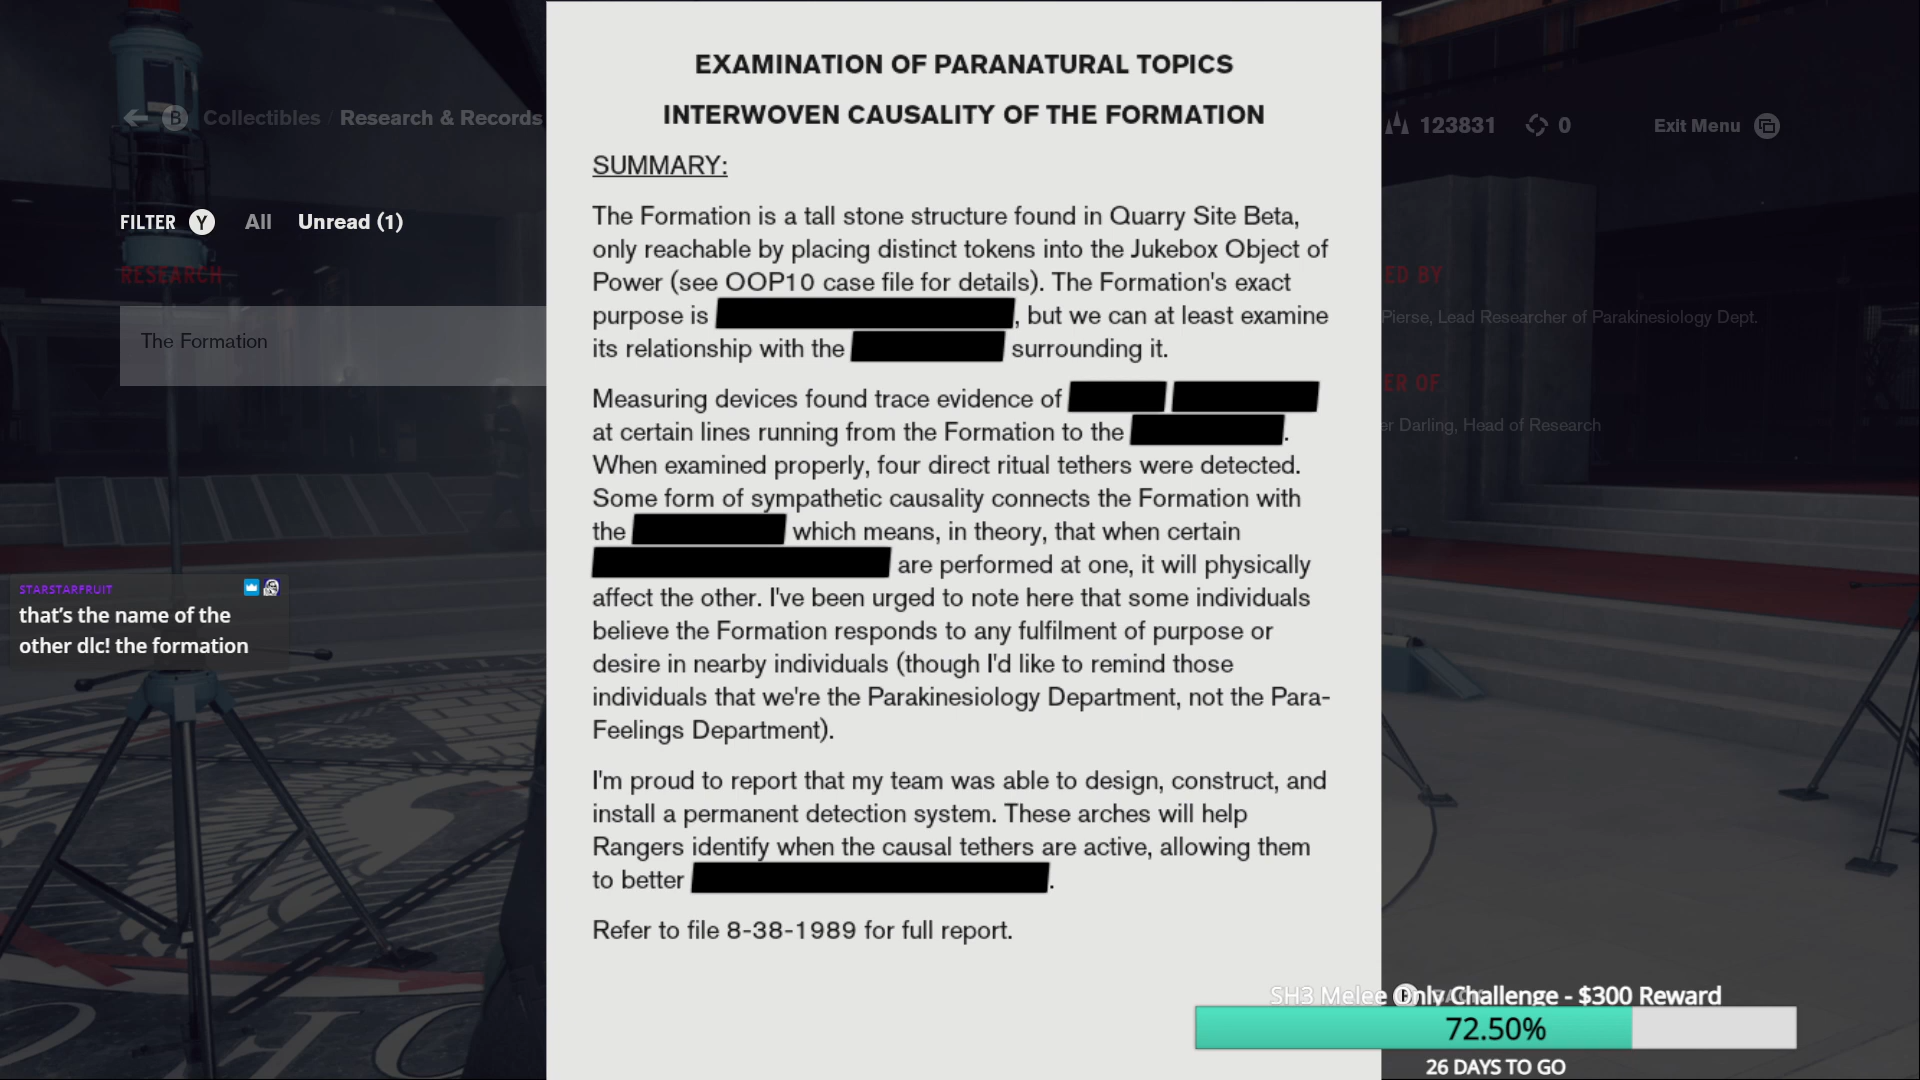 EXAMINATION OF PARANATURAL TOPICS
INTERWOVEN CAUSALITY OF THE FORMATION
B Collectibles / Research & Records
123831 0 Exit Menu
SUMMARY:
FILTER Y All Unread (1)
The Formation is a tall stone structure found in Quarry Site Beta,
only reachable by placing distinct tokens into the Jukebox Object of
Power (see OOP10 case file for details). The Formation's exact
purpose is , but we can at least examine
its relationship with the surrounding it.
RESEARCH
The Formation
ED BY
Pierse, Lead Researcher of Parakinesiology Dept.
ER OF
er Darling, Head of Research
Measuring devices found trace evidence of
at certain lines running from the Formation to the .
When examined properly, four direct ritual tethers were detected.
Some form of sympathetic causality connects the Formation with
the which means, in theory, that when certain
are performed at one, it will physically
affect the other. I've been urged to note here that some individuals
believe the Formation responds to any fulfilment of purpose or
desire in nearby individuals (though I'd like to remind those
individuals that we're the Parakinesiology Department, not the Para-
Feelings Department).
STARSTARFRUIT
that's the name of the
other dlc! the formation
I'm proud to report that my team was able to design, construct, and
install a permanent detection system. These arches will help
Rangers identify when the causal tethers are active, allowing them
to better .
Refer to file 8-38-1989 for full report.
SH3 Melee Only Challenge - $300 Reward
72.50%
26 DAYS TO GO